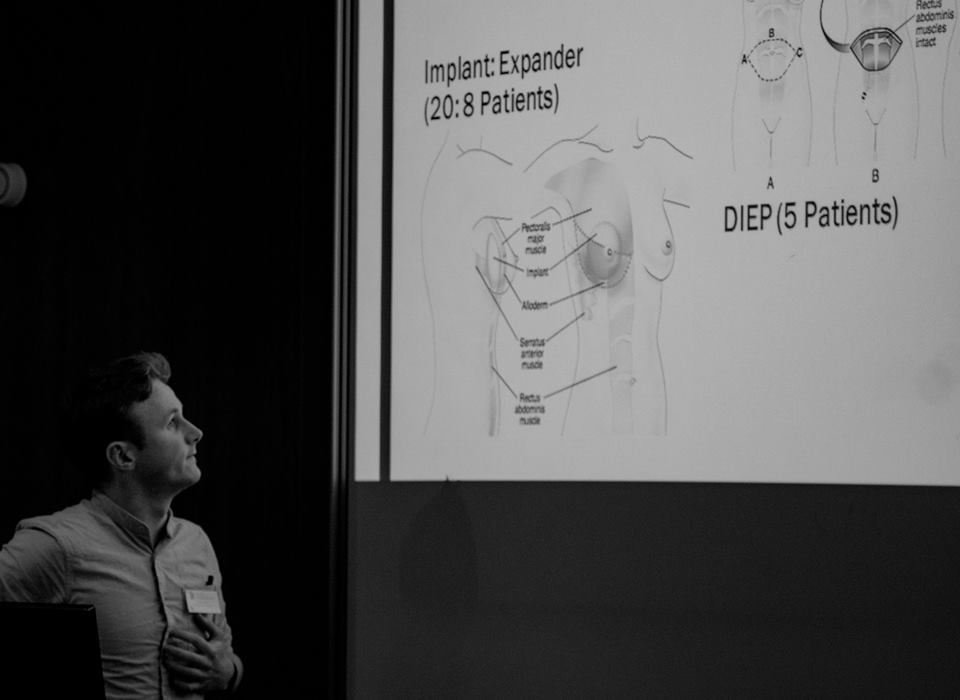 Implant: Expander
(20: 8 Patients)
Pectoralis
major
muscle
Implant
Alloderm
Serratus
anterior
muscle
Rectus
abdominis
muscle
Rectus
abdominis
muscles
intact
B
A
C
A
B
DIEP (5 Patients)